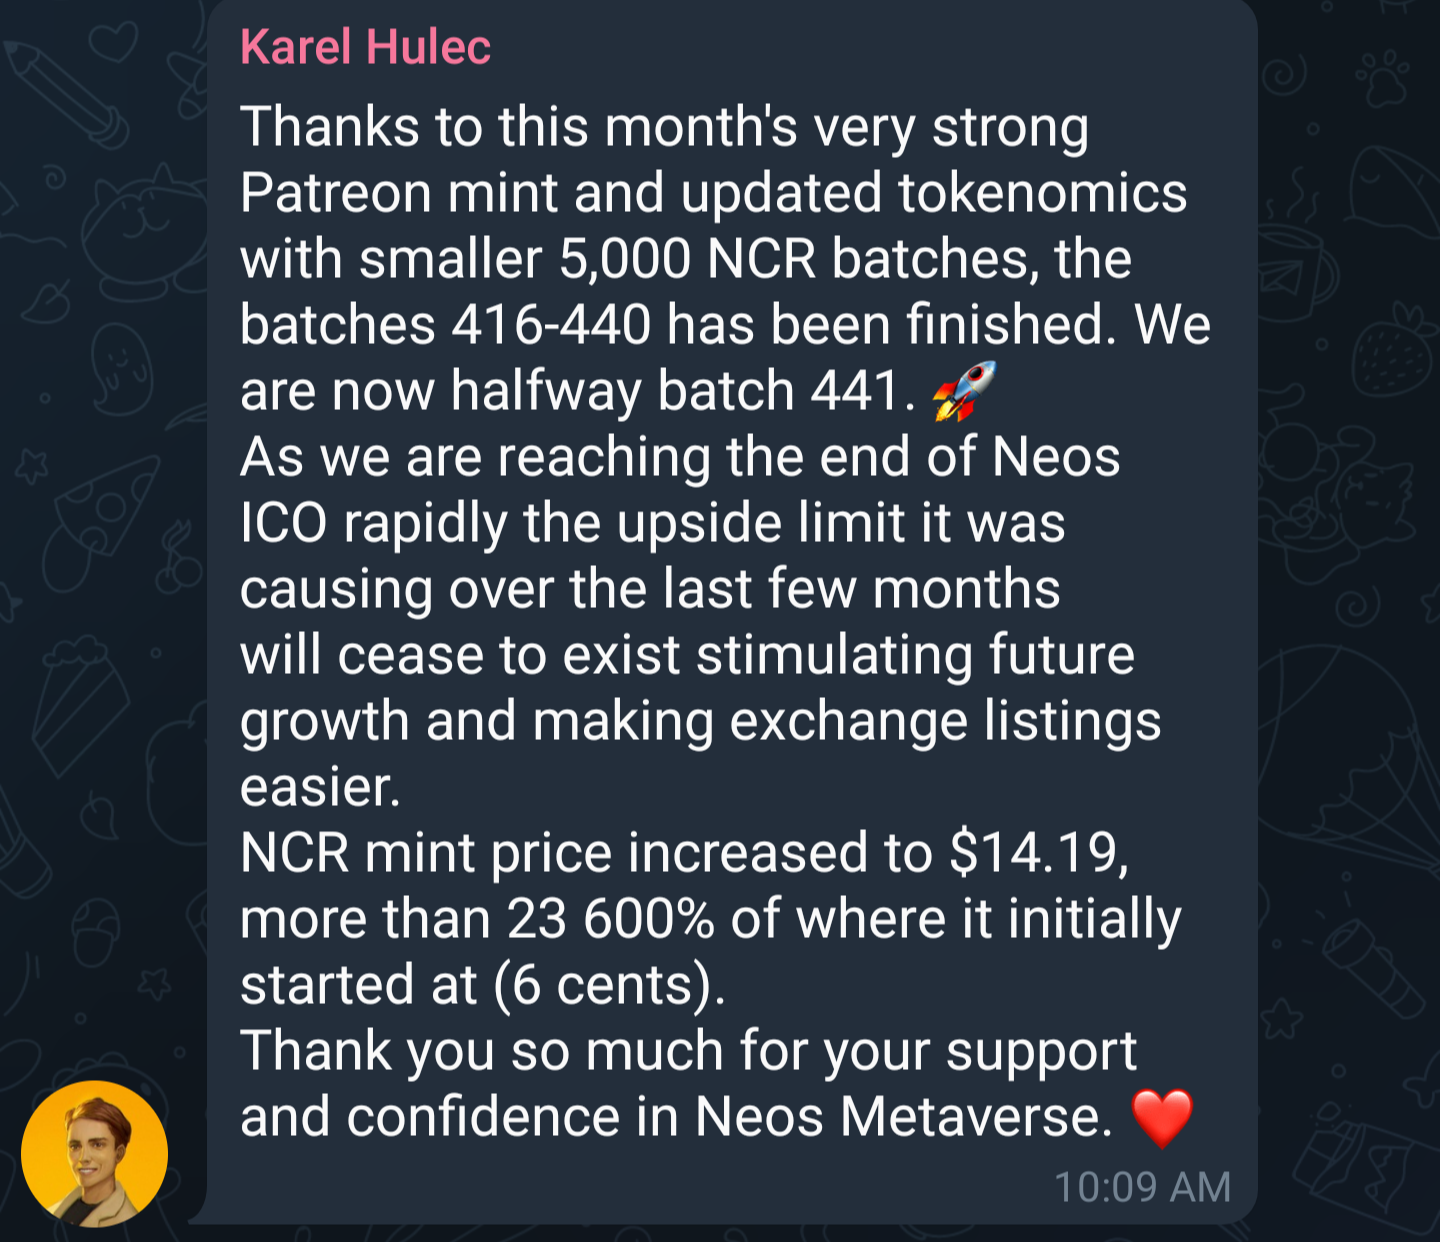 Karel Hulec
Thanks to this month's very strong
Patreon mint and updated tokenomics
with smaller 5,000 NCR batches, the
batches 416-440 has been finished. We
are now halfway batch 441. 🚀
As we are reaching the end of Neos
ICO rapidly the upside limit it was
causing over the last few months
will cease to exist stimulating future
growth and making exchange listings
easier.
NCR mint price increased to $14.19,
more than 23 600% of where it initially
started at (6 cents).
Thank you so much for your support
and confidence in Neos Metaverse. ❤️
10:09 AM